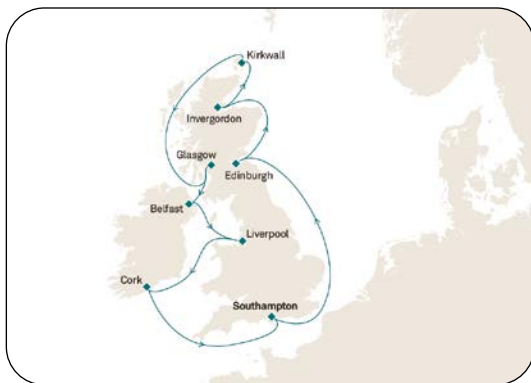 Kirkwall
Invergordon
Glasgow
Edinburgh
Belfast
Liverpool
Cork
Southampton